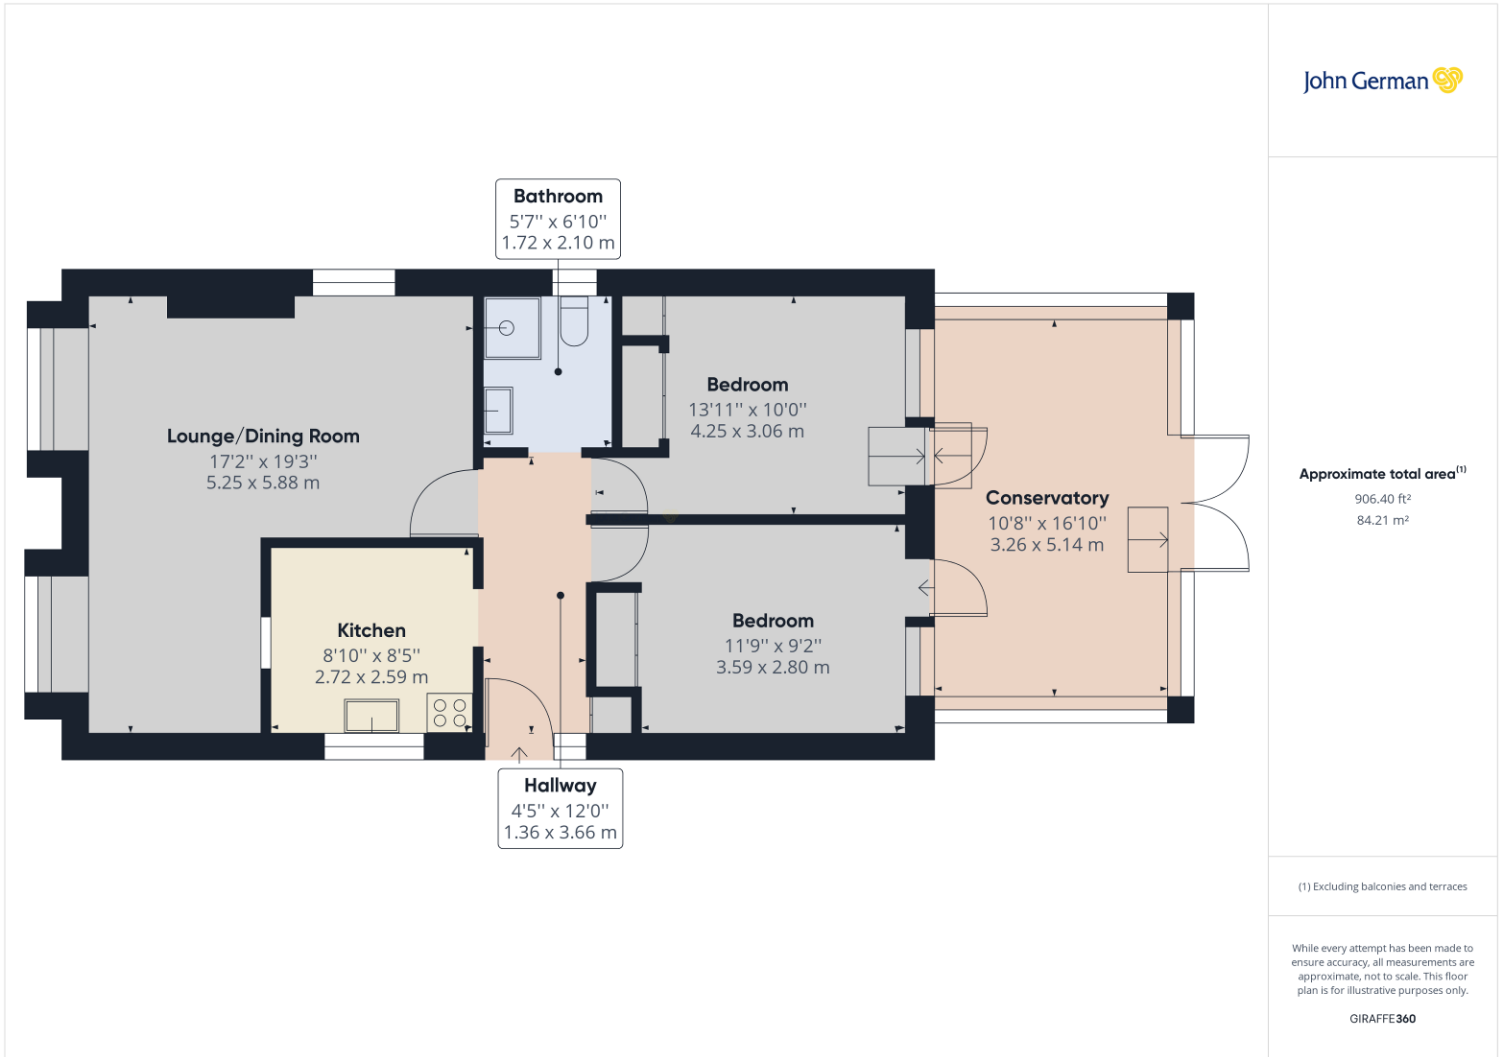 John German
Bathroom
5'7'' x 6'10''
1.72 x 2.10 m
Bedroom
13'11'' x 10'0''
4.25 x 3.06 m
Lounge/Dining Room
17'2'' x 19'3''
5.25 x 5.88 m
Conservatory
10'8'' x 16'10''
3.26 x 5.14 m
Kitchen
8'10'' x 8'5''
2.72 x 2.59 m
Bedroom
11'9'' x 9'2''
3.59 x 2.80 m
Hallway
4'5'' x 12'0''
1.36 x 3.66 m
Approximate total area(1)
906.40 ft²
84.21 m²
(1) Excluding balconies and terraces
While every attempt has been made to
ensure accuracy, all measurements are
approximate, not to scale. This floor
plan is for illustrative purposes only.
GIRAFFE360